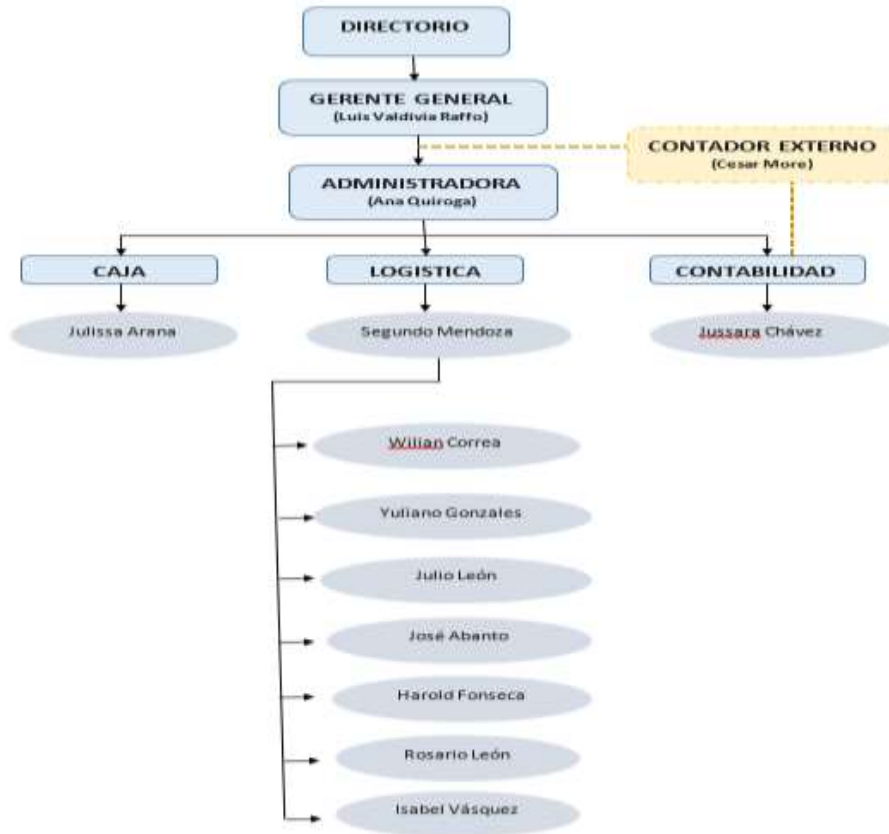 DIRECTORIO
GERENTE GENERAL
(Luis Valdivia Raffo)
CONTADOR EXTERNO
(Cesar More)
ADMINISTRADORA
(Ana Quiroga)
CAJA
LOGISTICA
CONTABILIDAD
Julissa Arana
Segundo Mendoza
Jussara Chávez
Wilian Correa
Yuliano Gonzales
Julio León
José Abanto
Harold Fonseca
Rosario León
Isabel Vásquez